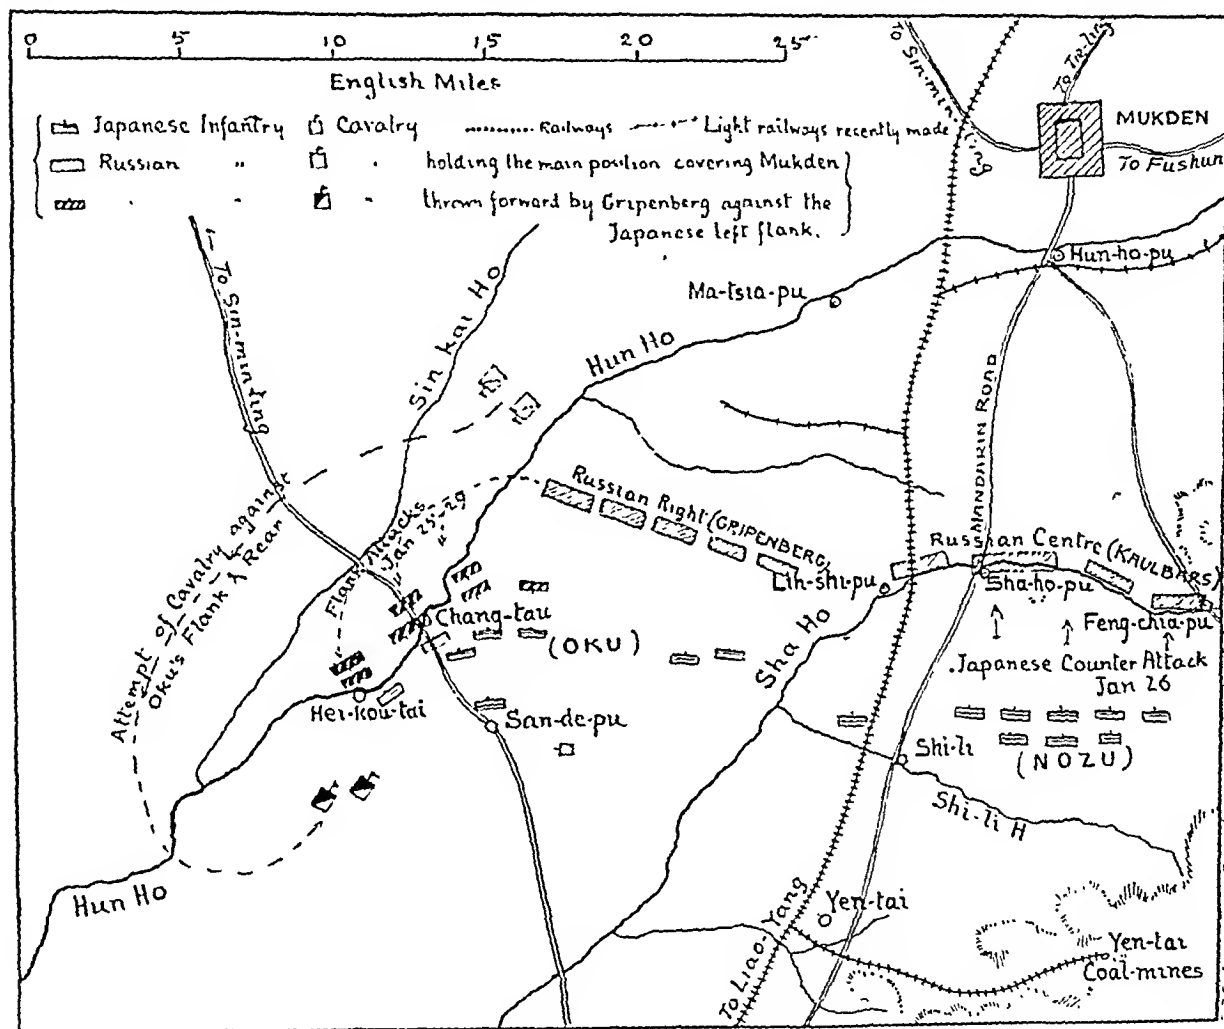 0 5 10 15 20 25
English Miles
Japanese Infantry Cavalry Railways Light railways recently made
Russian " " holding the main position covering Mukden
" " " thrown forward by Gripenberg against the
Japanese left flank.
To Sin-min-ting
To Tie-ling
MUKDEN
To Fushun
Hun-ho-pu
Ma-tsia-pu
Hun Ho
Sin kai Ho
To Sin-min-ting
MANDARIN ROAD
Attempt of Cavalry against
Oku's Flank & Rear
Flank Attacks
Jan 25-29
Russian Right (GRIPENBERG)
Russian Centre (KAULBARS)
Lih-shi-pu
Sha-ho-pu
Feng-chia-pu
Chang-tau
(OKU)
Sha Ho
Japanese Counter Attack
Jan 26
Hei-kou-tai
San-de-pu
Shi-li
(NOZU)
Shi-li H
Hun Ho
Yen-tai
To Liao-Yang
Yen-tai
Coal-mines